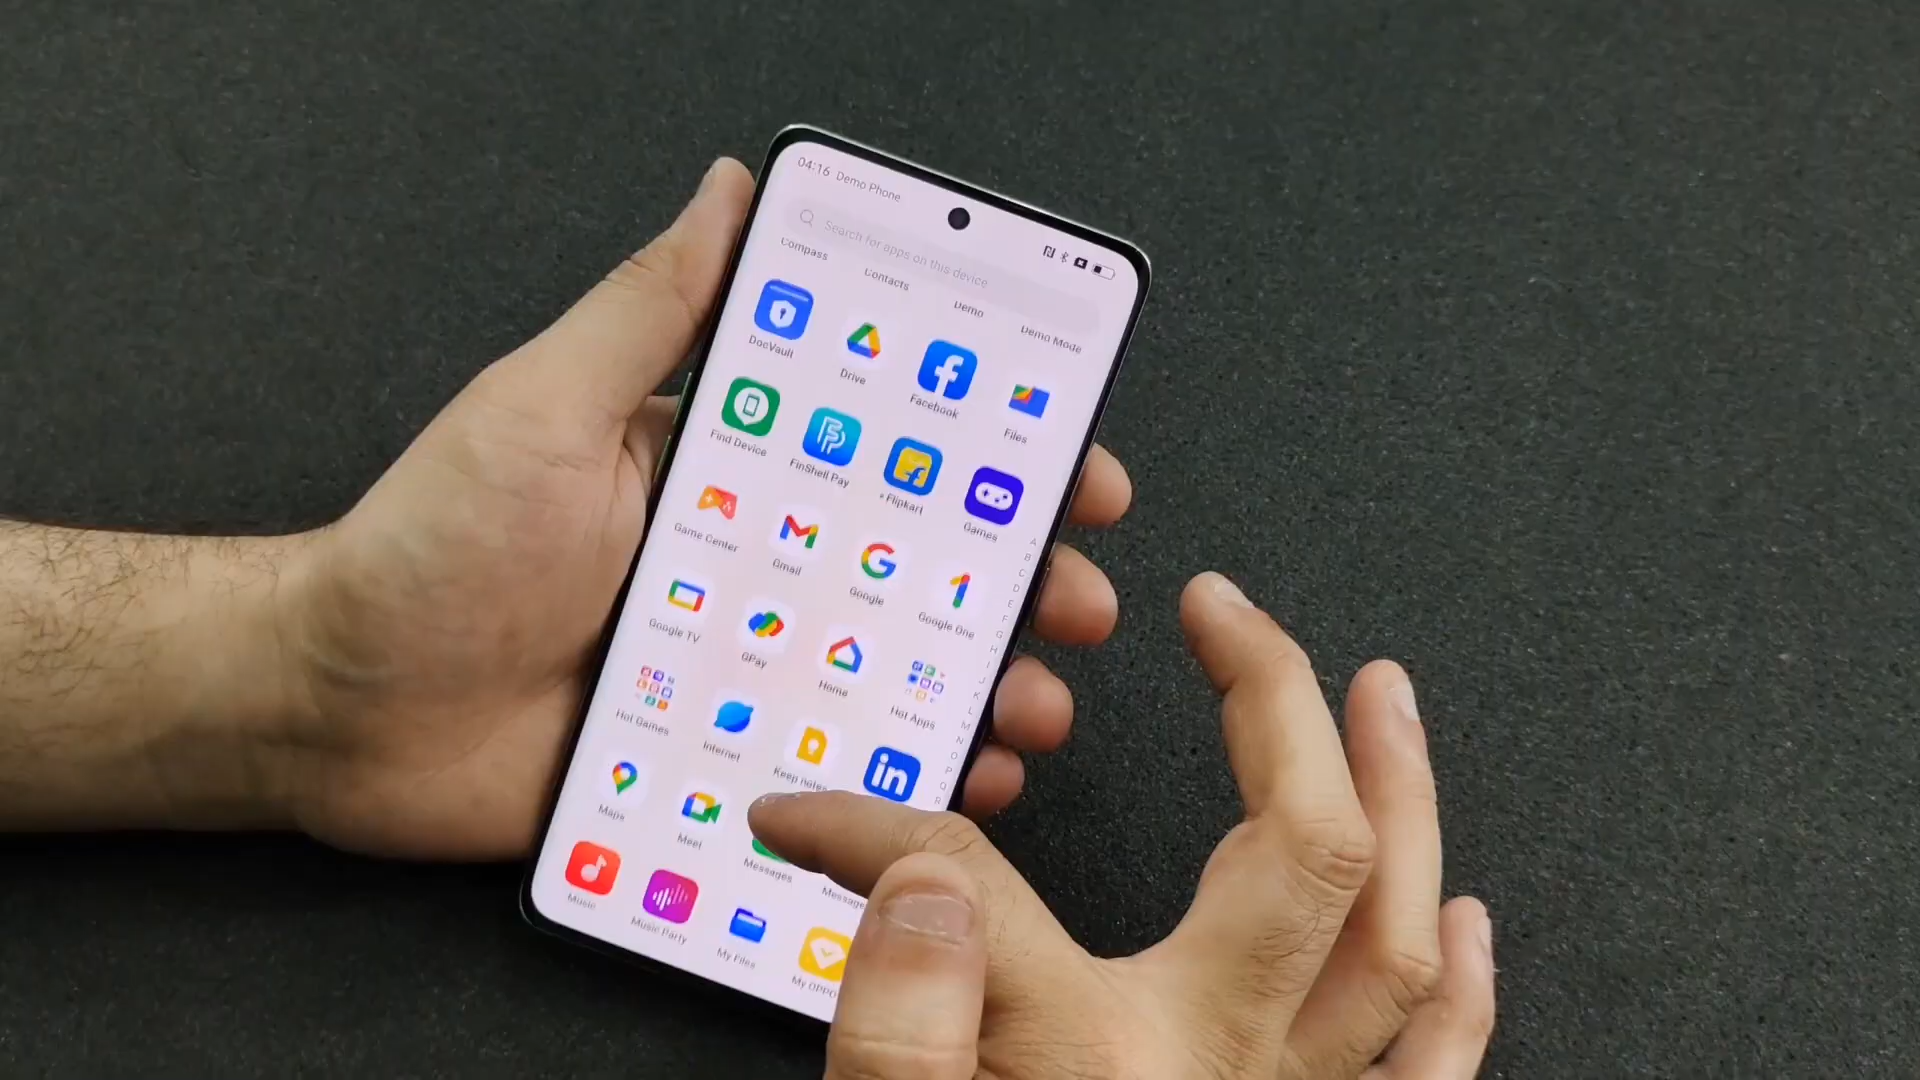 04:16 Demo Phone
Search for apps on this device
Compass
Contacts
Demo
Demo Mode
DocVault
Drive
Facebook
Files
Find Device
FinShell Pay
Flipkart
Games
Game Center
Gmail
Google
Google One
Google TV
GPay
Home
Hot Apps
Hot Games
Internet
Keep notes
in
Maps
Meet
Messages
Message
Music
Music Party
My Files
My OPPO
A
B
C
D
E
F
G
H
I
J
K
L
M
N
O
P
Q
R